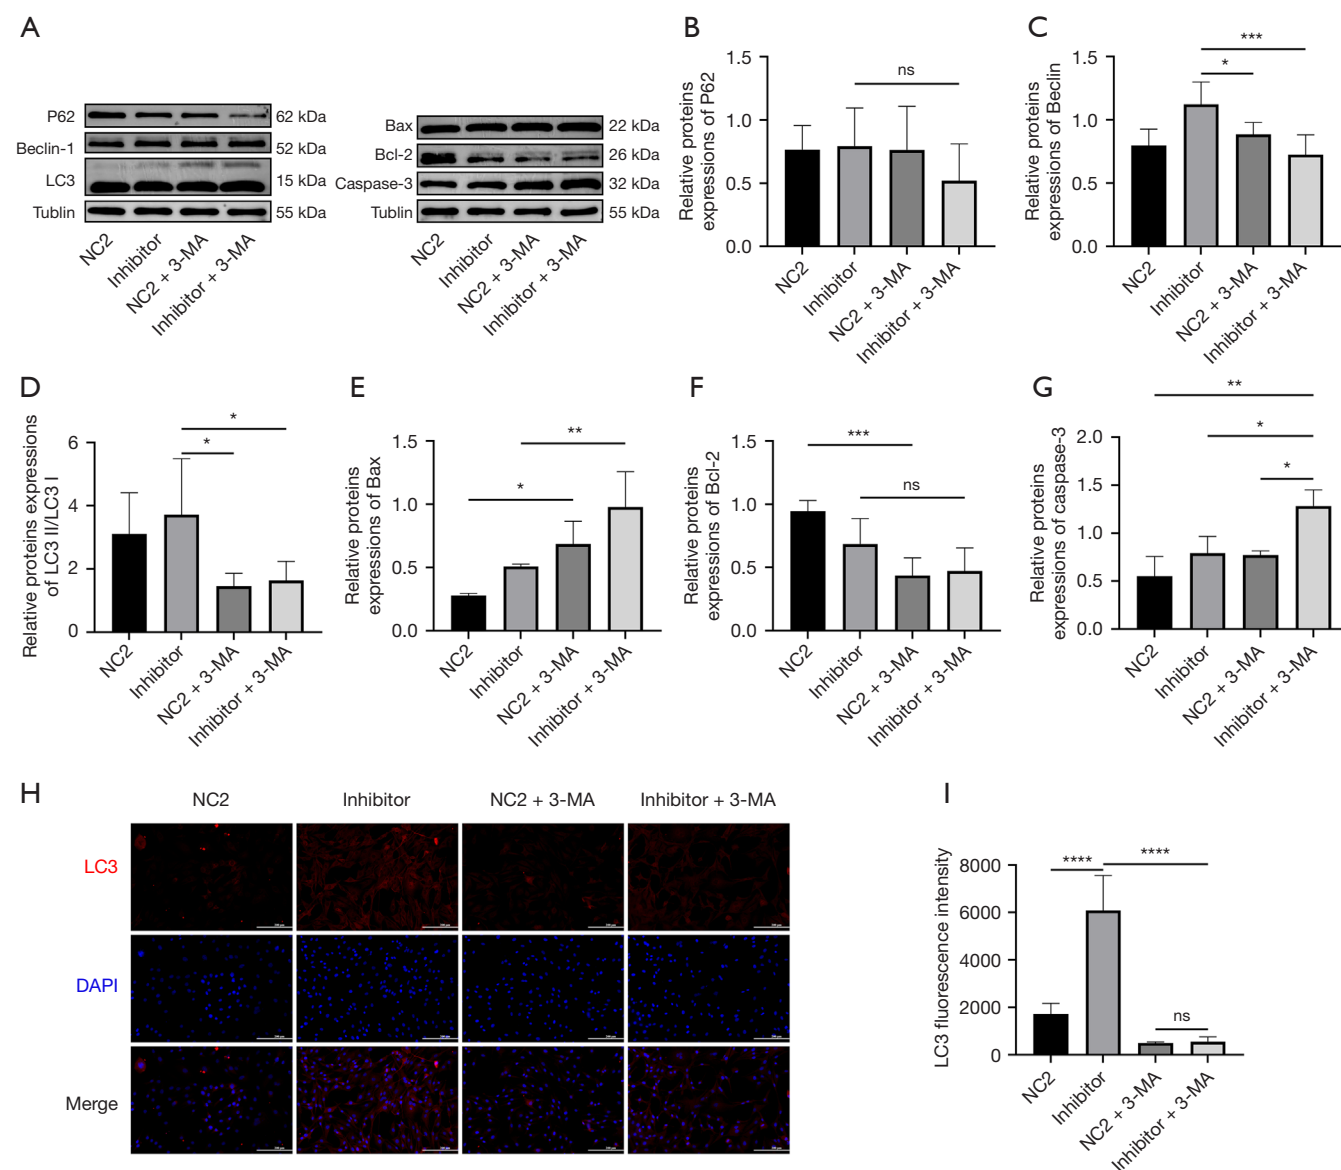 A
P62
62 kDa
Beclin-1
52 kDa
LC3
15 kDa
Tublin
55 kDa
NC2
Inhibitor
NC2 + 3-MA
Inhibitor + 3-MA
Bax
22 kDa
Bcl-2
26 kDa
Caspase-3
32 kDa
Tublin
55 kDa
NC2
Inhibitor
NC2 + 3-MA
Inhibitor + 3-MA
B
Relative proteins
expressions of P62
1.5
1.0
0.5
0.0
ns
NC2
Inhibitor
NC2 + 3-MA
Inhibitor + 3-MA
C
Relative proteins
expressions of Beclin
1.5
1.0
0.5
0.0
***
*
NC2
Inhibitor
NC2 + 3-MA
Inhibitor + 3-MA
D
Relative proteins expressions
of LC3 II/LC3 I
6
4
2
0
*
*
NC2
Inhibitor
NC2 + 3-MA
Inhibitor + 3-MA
E
Relative proteins
expressions of Bax
1.5
1.0
0.5
0.0
**
*
NC2
Inhibitor
NC2 + 3-MA
Inhibitor + 3-MA
F
Relative proteins
expressions of Bcl-2
1.5
1.0
0.5
0.0
***
ns
NC2
Inhibitor
NC2 + 3-MA
Inhibitor + 3-MA
G
Relative proteins
expressions of caspase-3
2.0
1.5
1.0
0.5
0.0
**
*
*
NC2
Inhibitor
NC2 + 3-MA
Inhibitor + 3-MA
H
NC2
Inhibitor
NC2 + 3-MA
Inhibitor + 3-MA
LC3
DAPI
Merge
I
LC3 fluorescence intensity
8000
6000
4000
2000
0
****
****
ns
NC2
Inhibitor
NC2 + 3-MA
Inhibitor + 3-MA